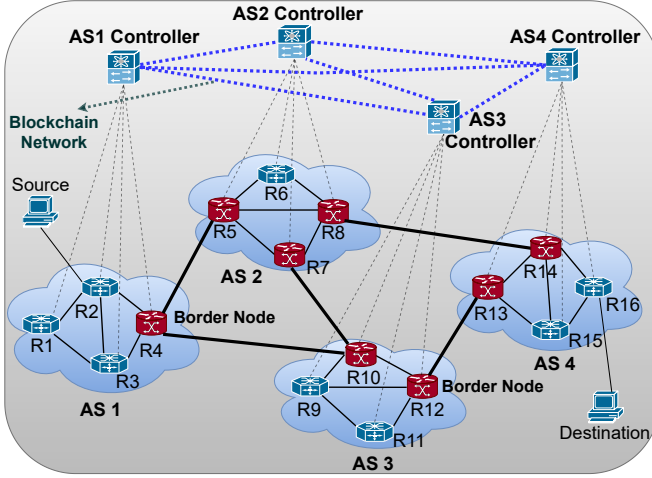 AS2 Controller
AS1 Controller
AS4 Controller
AS3
Controller
Blockchain
Network
Source
R6
R5
R8
R7
AS 2
R14
R13
R16
R15
AS 4
R2
Border Node
R1
R4
R3
AS 1
R10
Border Node
R9
R12
R11
AS 3
Destination